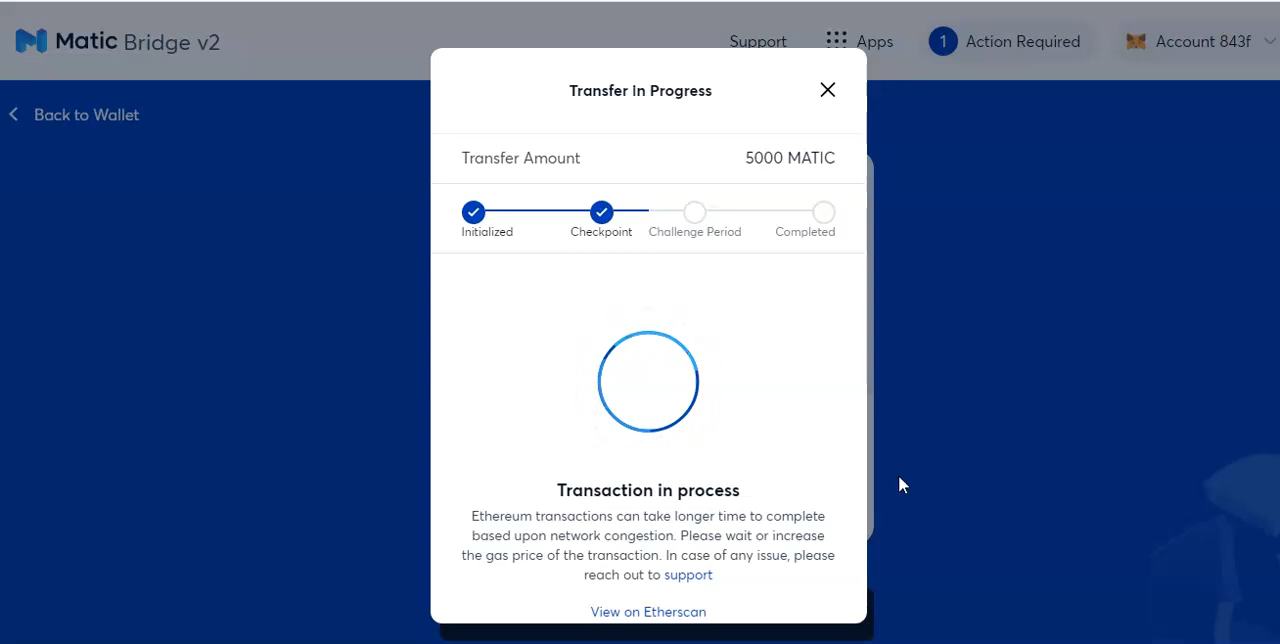 Matic Bridge v2
Support Apps 1 Action Required Account 843f
Back to Wallet
Transfer In Progress
Transfer Amount 5000 MATIC
Initialized Checkpoint Challenge Period Completed
Transaction in process
Ethereum transactions can take longer time to complete
based upon network congestion. Please wait or increase
the gas price of the transaction. In case of any issue, please
reach out to support
View on Etherscan